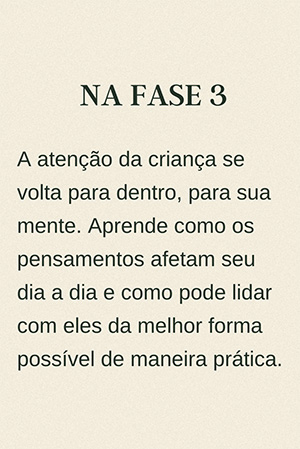 NA FASE 3
A atenção da criança se
volta para dentro, para sua
mente. Aprende como os
pensamentos afetam seu
dia a dia e como pode lidar
com eles da melhor forma
possível de maneira prática.